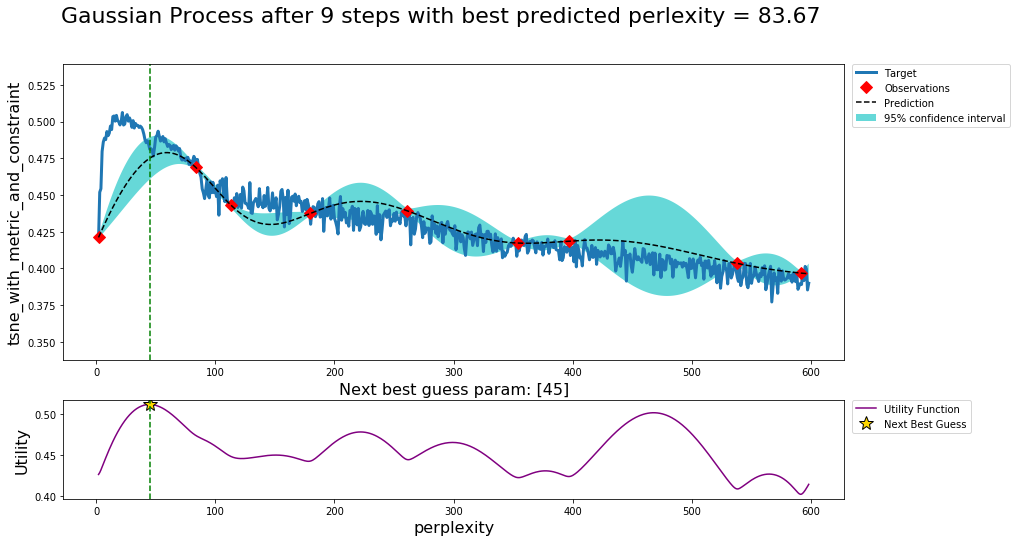 Gaussian Process after 9 steps with best predicted perlexity = 83.67
tsne_with_metric_and_constraint
0.525
0.500
0.475
0.450
0.425
0.400
0.375
0.350
0 100 200 300 400 500 600
Target
Observations
Prediction
95% confidence interval
Next best guess param: [45]
Utility
0.50
0.45
0.40
0 100 200 300 400 500 600
perplexity
Utility Function
Next Best Guess